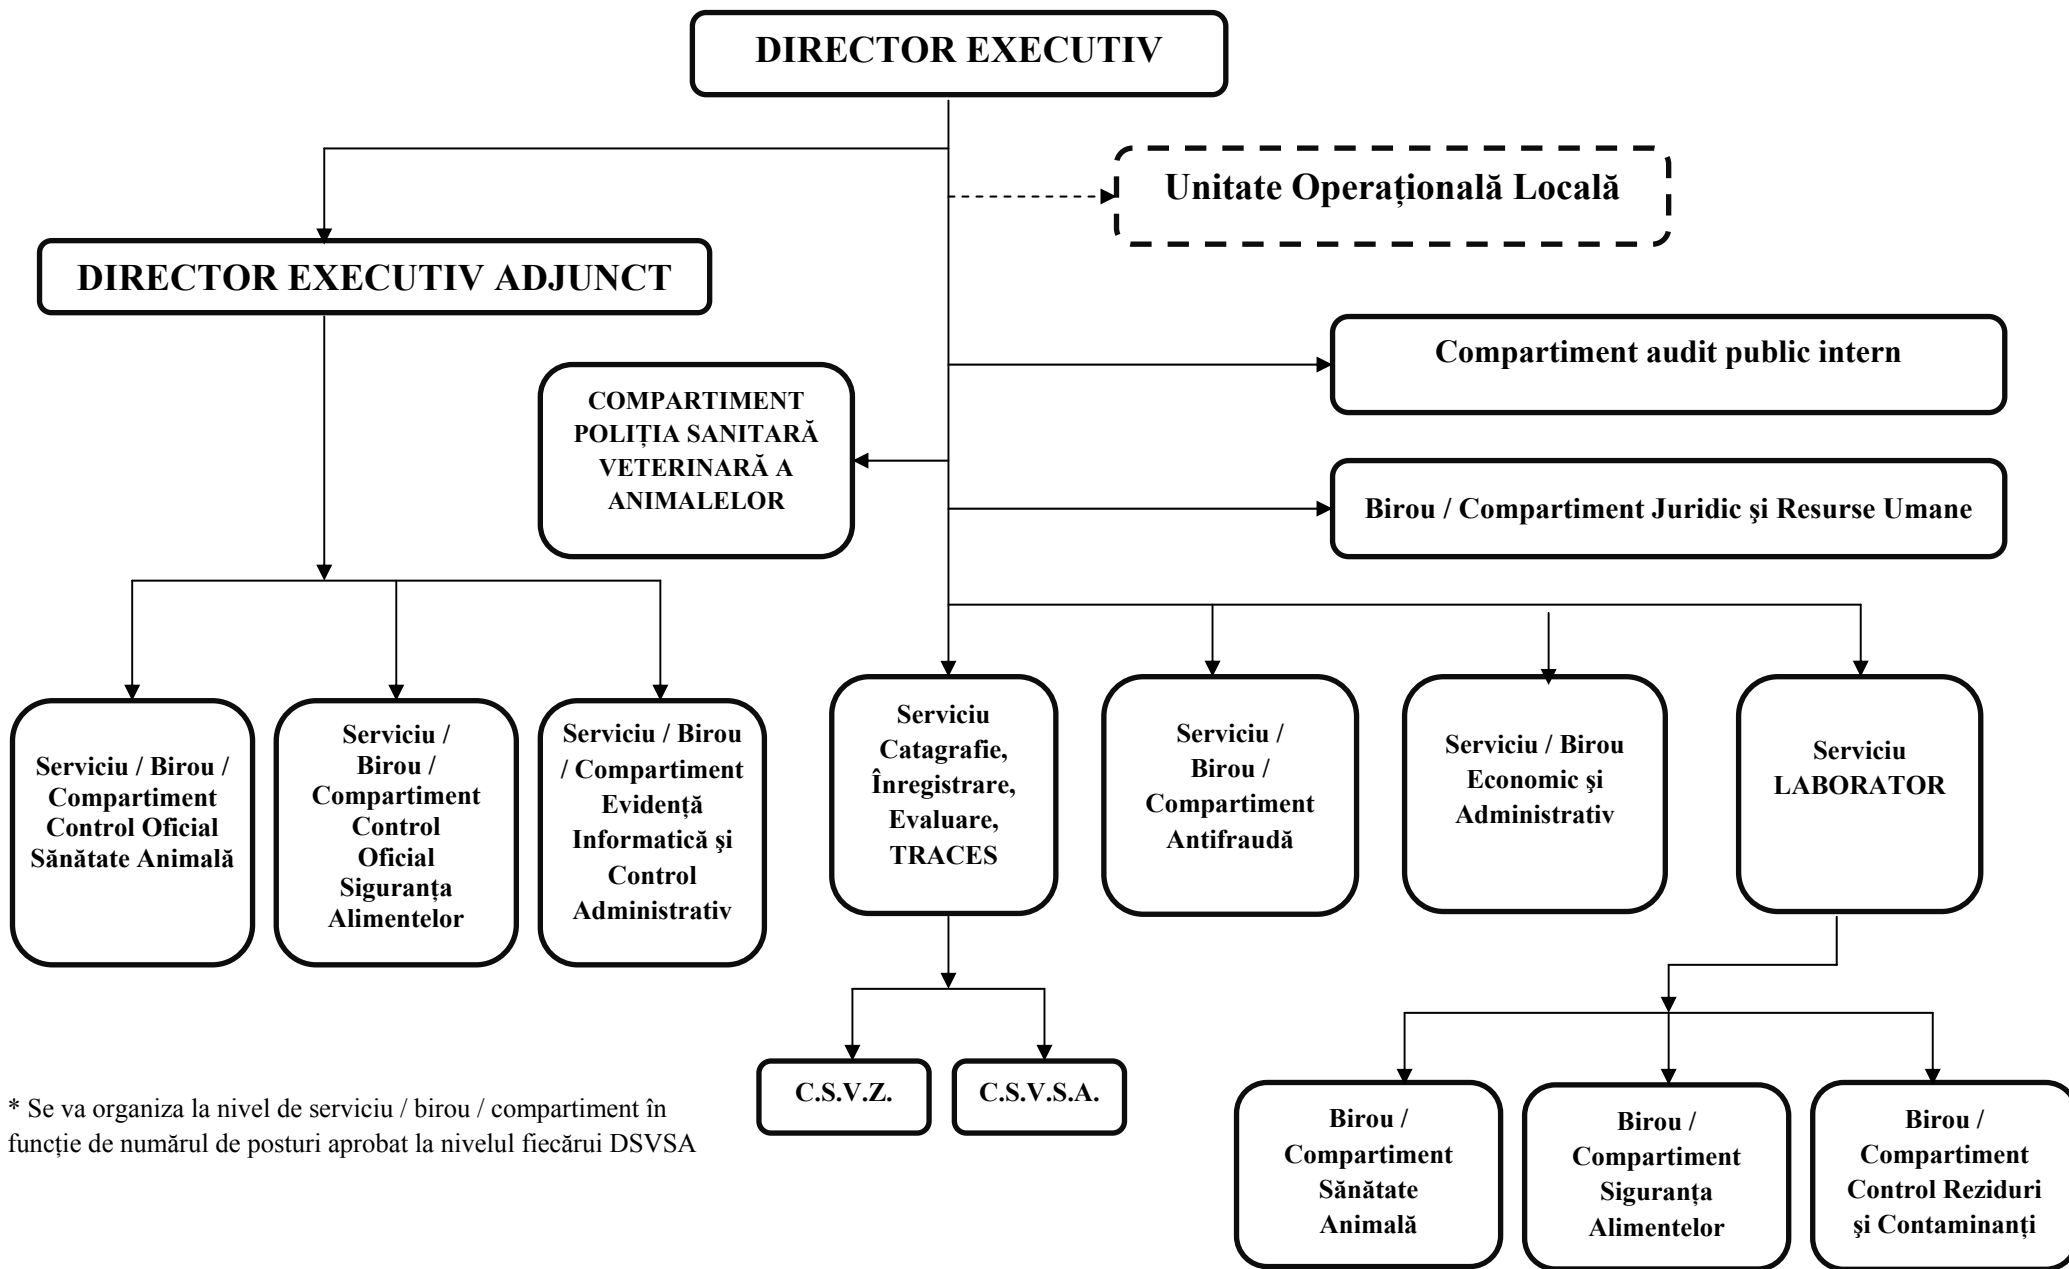 DIRECTOR EXECUTIV
Unitate Operațională Locală
DIRECTOR EXECUTIV ADJUNCT
Compartiment audit public intern
COMPARTIMENT
POLIȚIA SANITARĂ
VETERINARĂ A
ANIMALELOR
Birou / Compartiment Juridic şi Resurse Umane
Serviciu / Birou /
Compartiment
Control Oficial
Sănătate Animală
Serviciu /
Birou /
Compartiment
Control
Oficial
Siguranța
Alimentelor
Serviciu / Birou
/ Compartiment
Evidență
Informatică şi
Control
Administrativ
Serviciu
Catagrafie,
Înregistrare,
Evaluare,
TRACES
Serviciu /
Birou /
Compartiment
Antifraudă
Serviciu / Birou
Economic şi
Administrativ
Serviciu
LABORATOR
C.S.V.Z.
C.S.V.S.A.
Birou /
Compartiment
Sănătate
Animală
Birou /
Compartiment
Siguranța
Alimentelor
Birou /
Compartiment
Control Reziduri
şi Contaminanți
* Se va organiza la nivel de serviciu / birou / compartiment în
funcție de numărul de posturi aprobat la nivelul fiecărui DSVSA